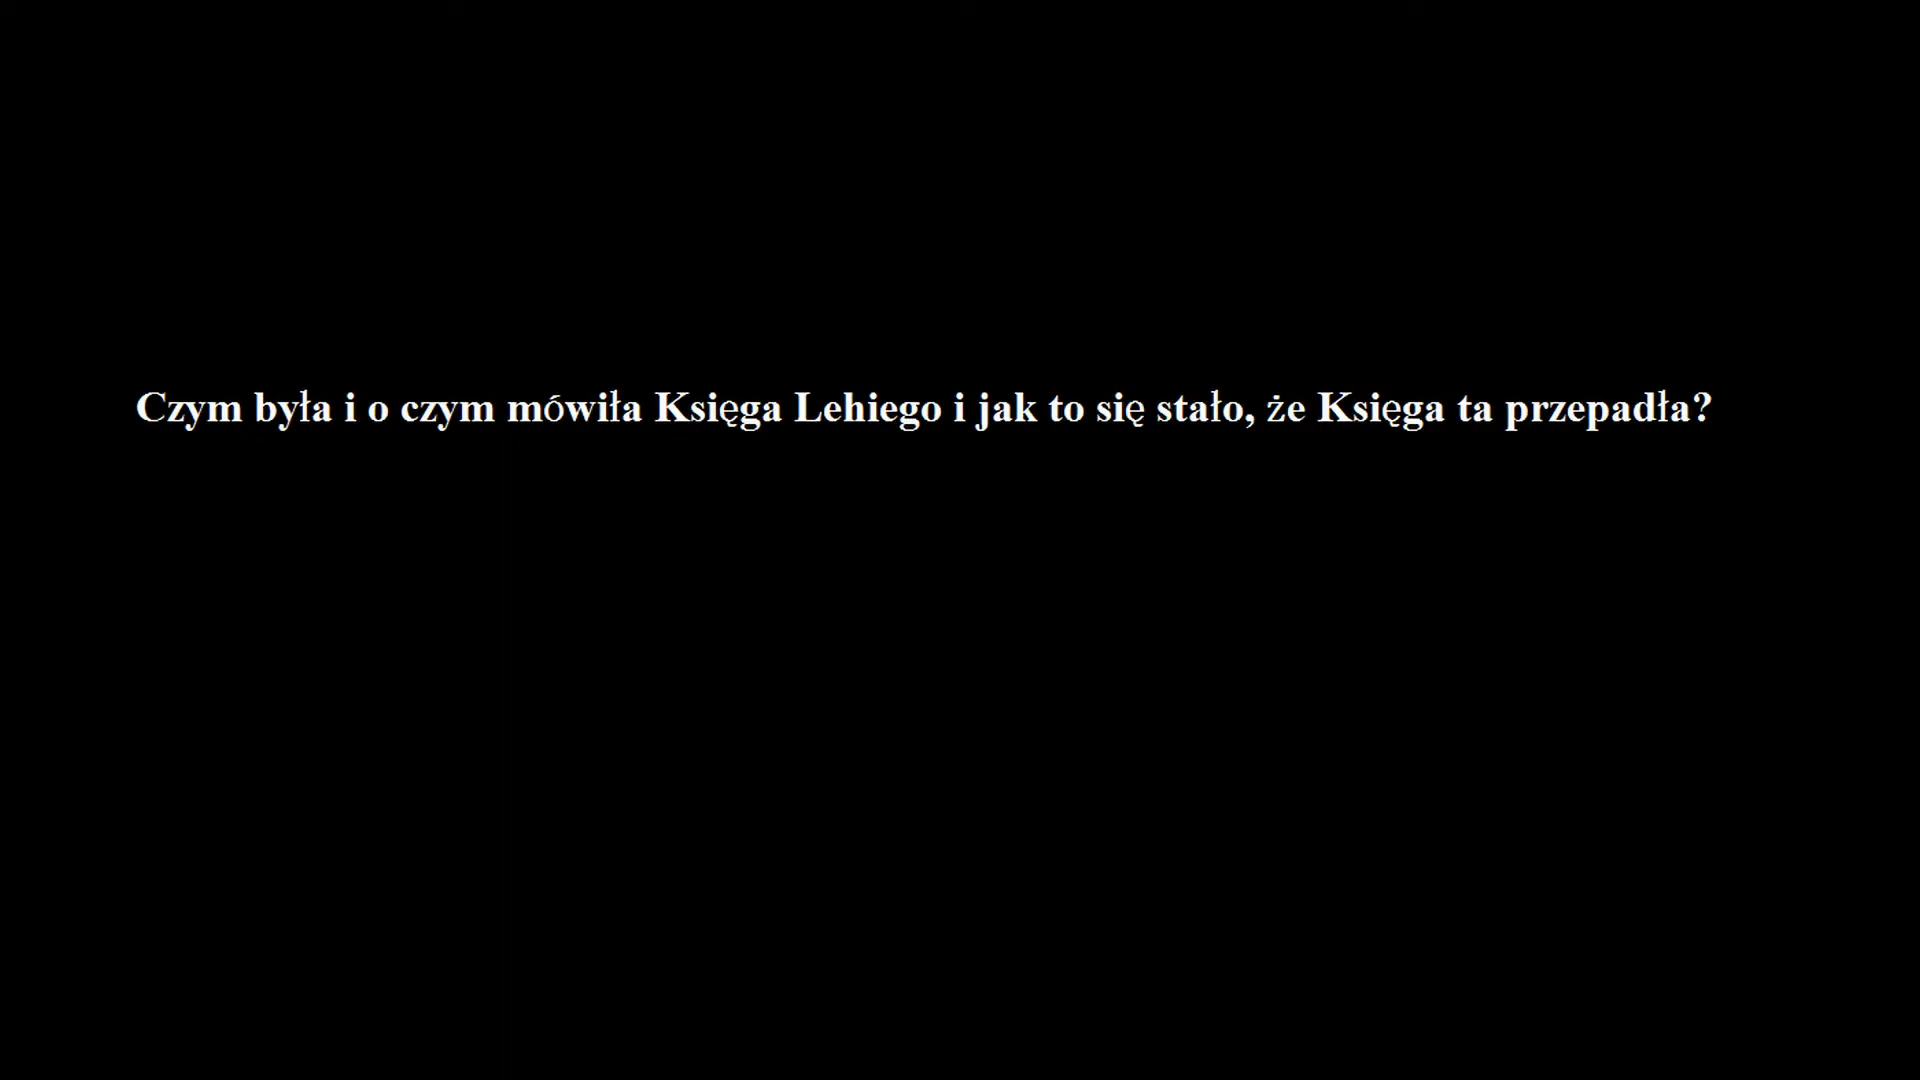 Czym była i o czym mówiła Księga Lehiego i jak to się stało, że Księga ta przepadła?